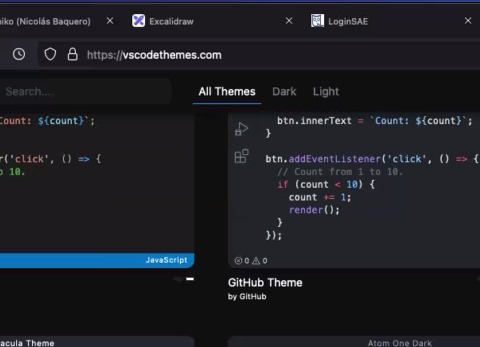 niko (Nicolás Baquero)
Excalidraw
LoginSAE
https://vscodethemes.com
Search....
All Themes
Dark
Light
Count: ${count}`;
('click', () => {
o 10.
JavaScript
btn.innerText = `Count: ${count}`;
}
btn.addEventListener('click', () => {
// Count from 1 to 10.
if (count < 10) {
count += 1;
render();
}
});
0
0
GitHub Theme
by GitHub
acula Theme
Atom One Dark